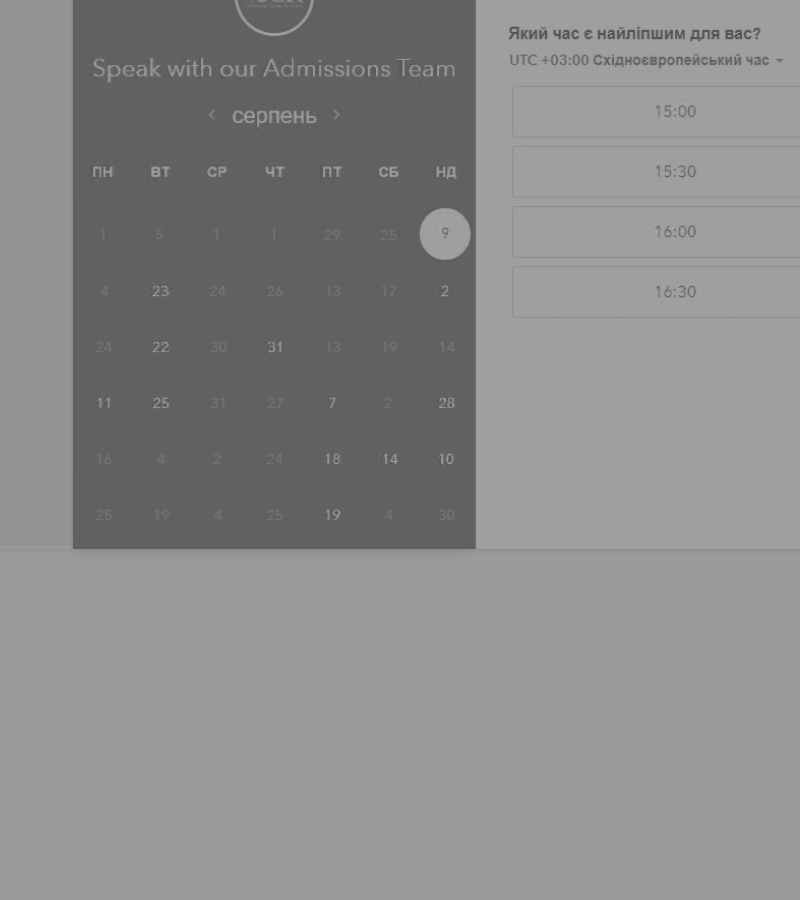 Speak with our Admissions Team
серпень
ПН ВТ СР ЧТ ПТ СБ НД
1 5 1 1 29 25 9
4 23 24 26 13 17 2
24 22 30 31 13 19 14
11 25 31 27 7 2 28
16 4 2 24 18 14 10
25 19 4 25 19 4 30
Який час є найліпшим для вас?
UTC +03:00 Східноєвропейський час
15:00
15:30
16:00
16:30